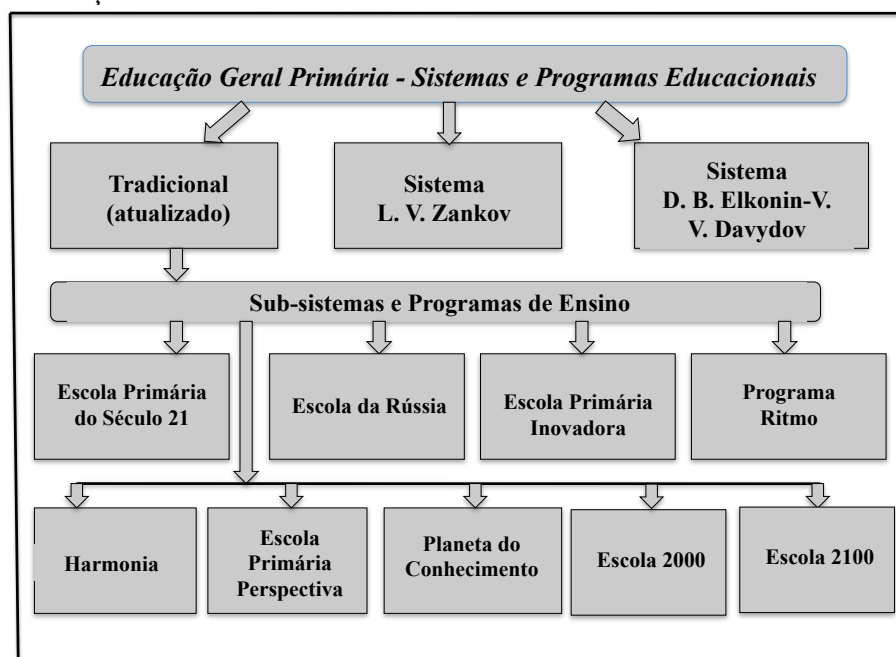 Educação Geral Primária - Sistemas e Programas Educacionais
Tradicional
(atualizado)
Sistema
L. V. Zankov
Sistema
D. B. Elkonin-V.
V. Davydov
Sub-sistemas e Programas de Ensino
Escola Primária
do Século 21
Escola da Rússia
Escola Primária
Inovadora
Programa
Ritmo
Harmonia
Escola
Primária
Perspectiva
Planeta do
Conhecimento
Escola 2000
Escola 2100